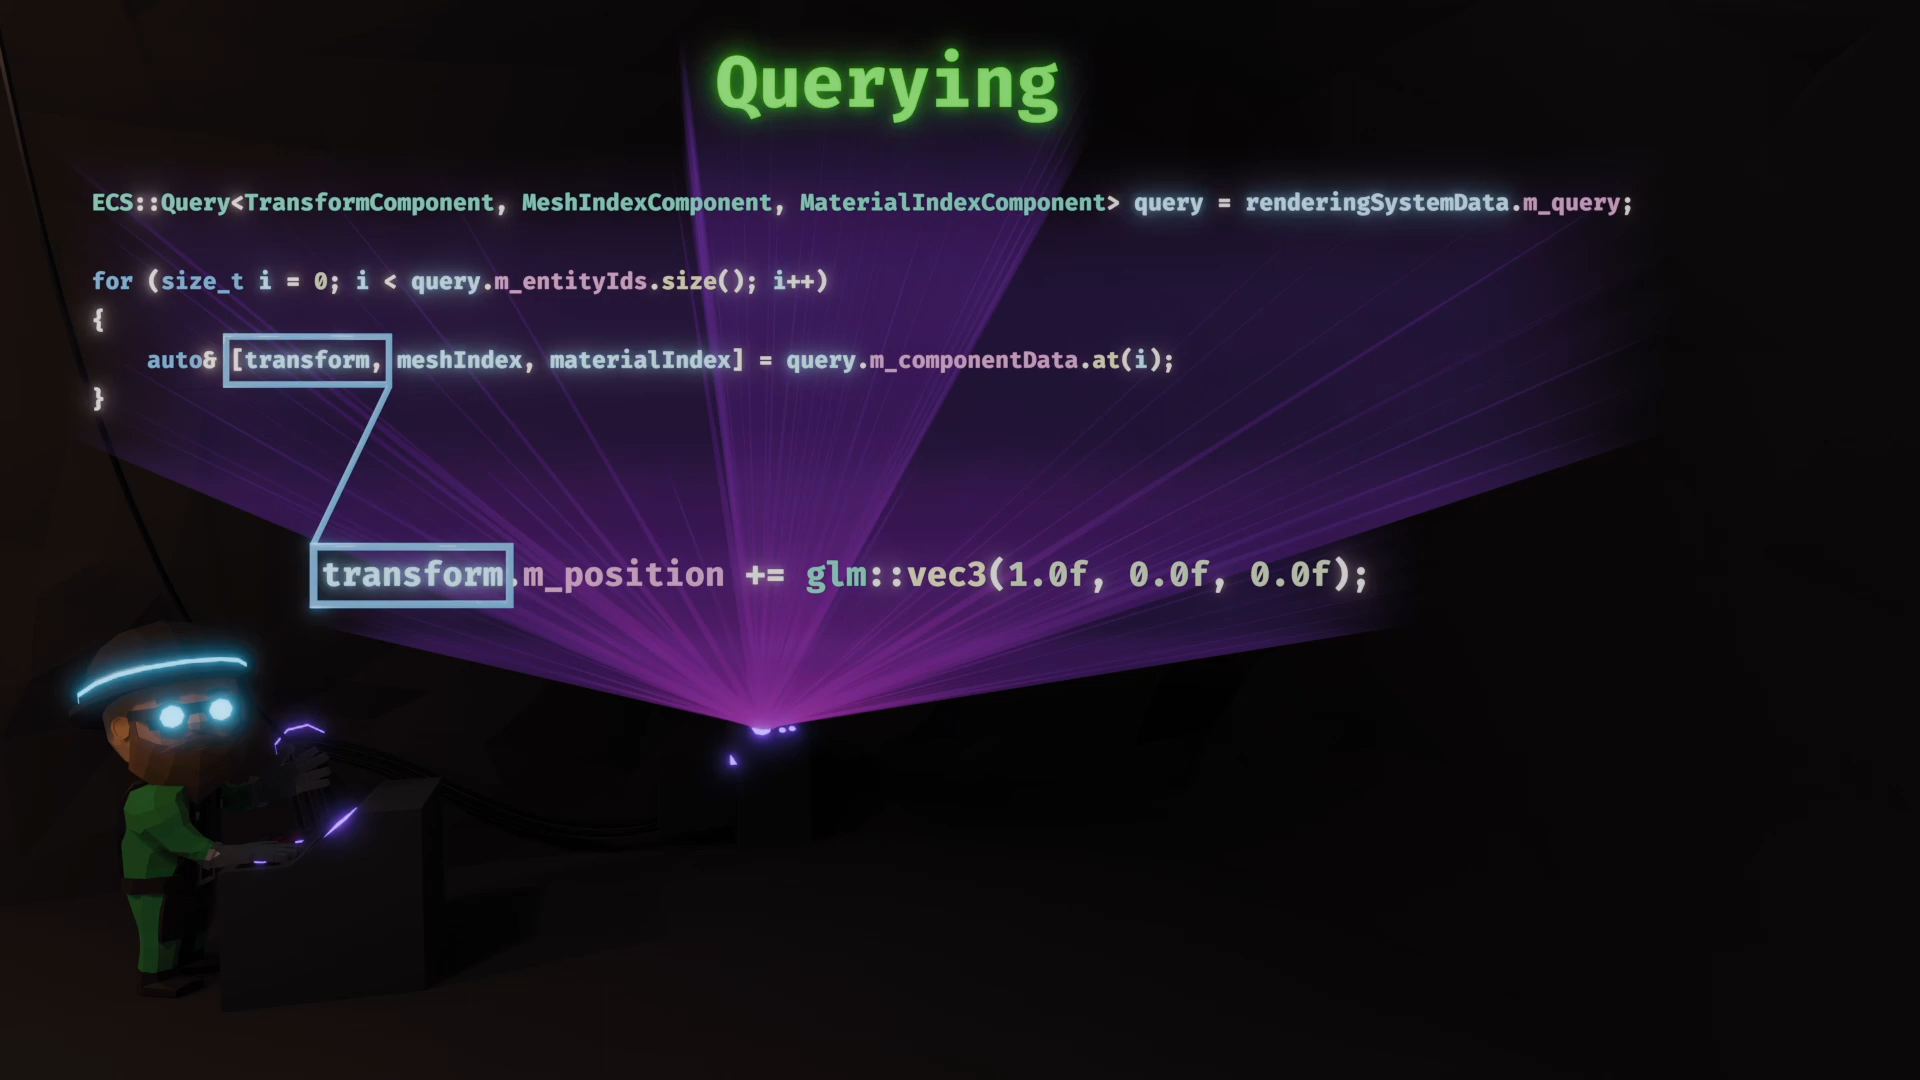 Querying
ECS::Query<TransformComponent, MeshIndexComponent, MaterialIndexComponent> query = renderingSystemData.m_query;
for (size_t i = 0; i < query.m_entityIds.size(); i++)
{
auto& [transform, meshIndex, materialIndex] = query.m_componentData.at(i);
}
transform.m_position += glm::vec3(1.0f, 0.0f, 0.0f);